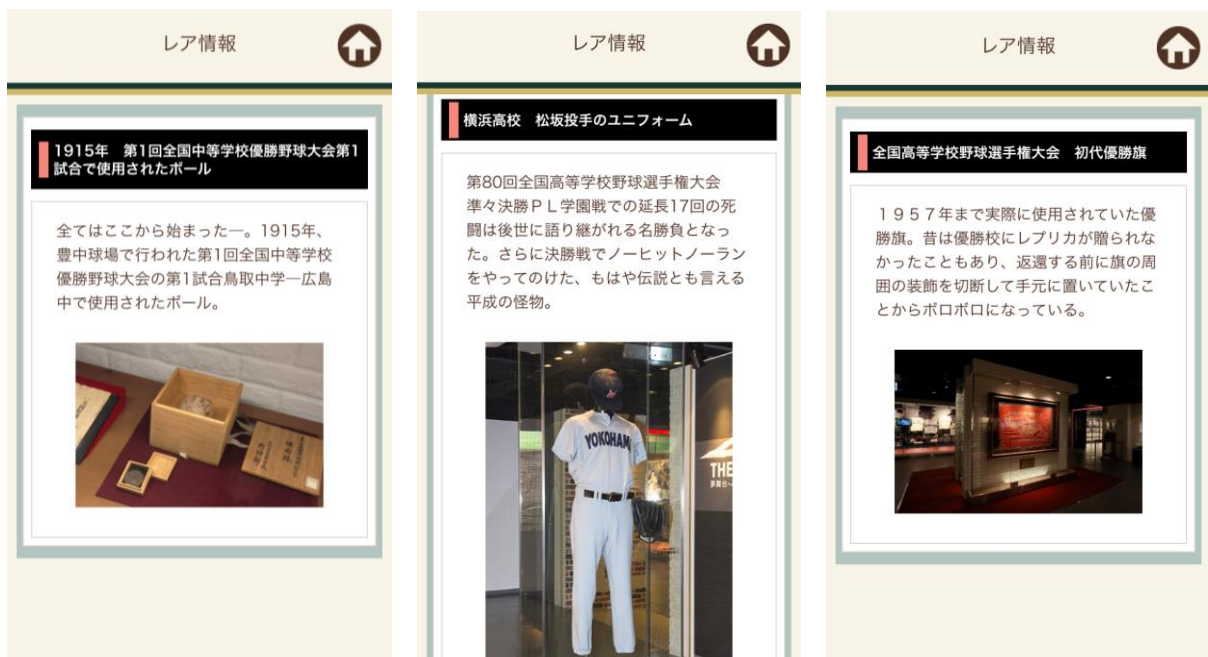 レア情報
1915年　第1回全国中等学校優勝野球大会第1
試合で使用されたボール
全てはここから始まった―。1915年、
豊中球場で行われた第1回全国中等学校
優勝野球大会の第1試合鳥取中学―広島
中で使用されたボール。
レア情報
横浜高校　松坂投手のユニフォーム
第80回全国高等学校野球選手権大会
準々決勝ＰＬ学園戦での延長17回の死
闘は後世に語り継がれる名勝負となっ
た。さらに決勝戦でノーヒットノーラン
をやってのけた、もはや伝説とも言える
平成の怪物。
YOKOHAMA
THE
レア情報
全国高等学校野球選手権大会　初代優勝旗
１９５７年まで実際に使用されていた優
勝旗。昔は優勝校にレプリカが贈られな
かったこともあり、返還する前に旗の周
囲の装飾を切断して手元に置いていたこ
とからボロボロになっている。